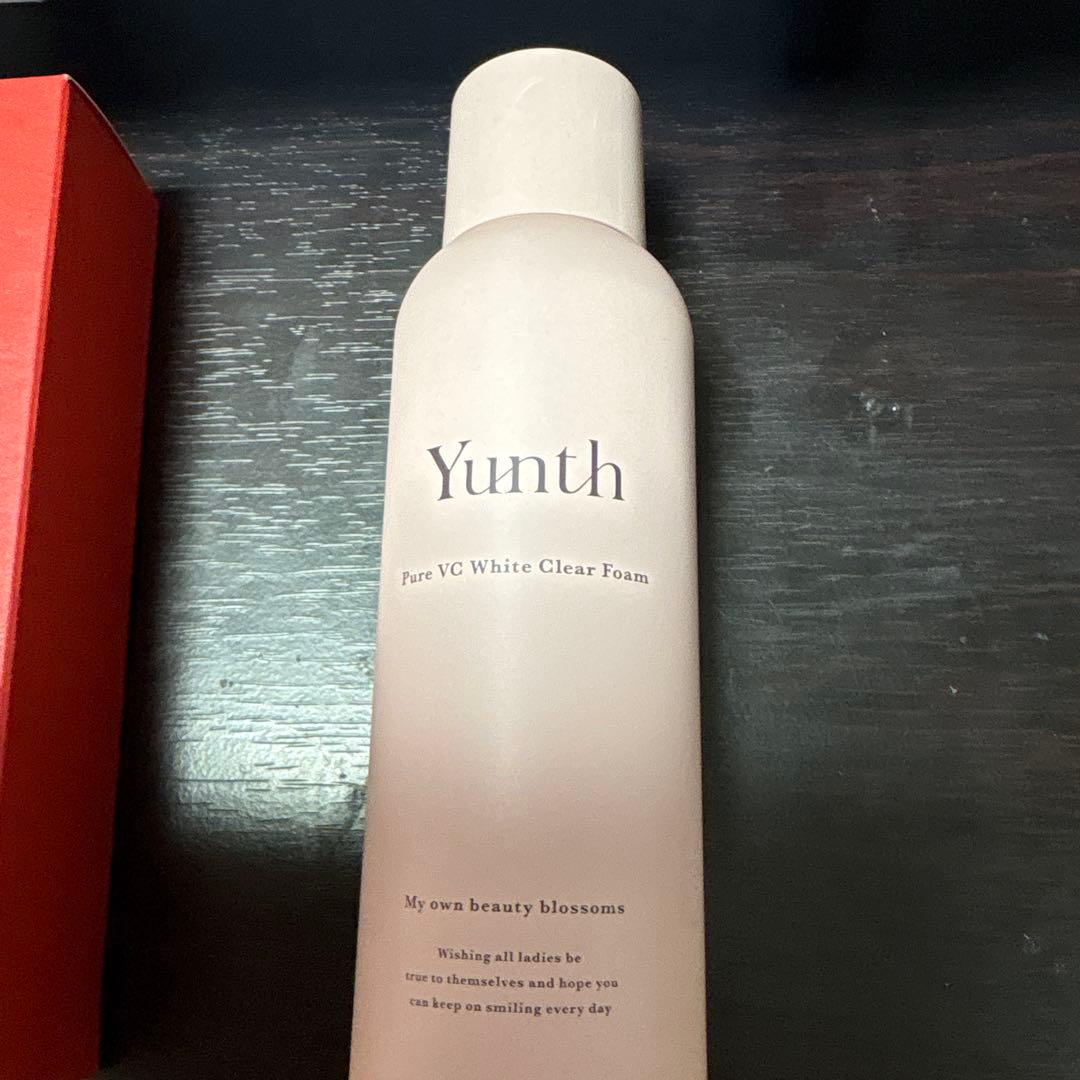 Yunth
Pure VC White Clear Foam
My own beauty blossoms
Wishing all ladies be
true to themselves and hope you
can keep on smiling every day